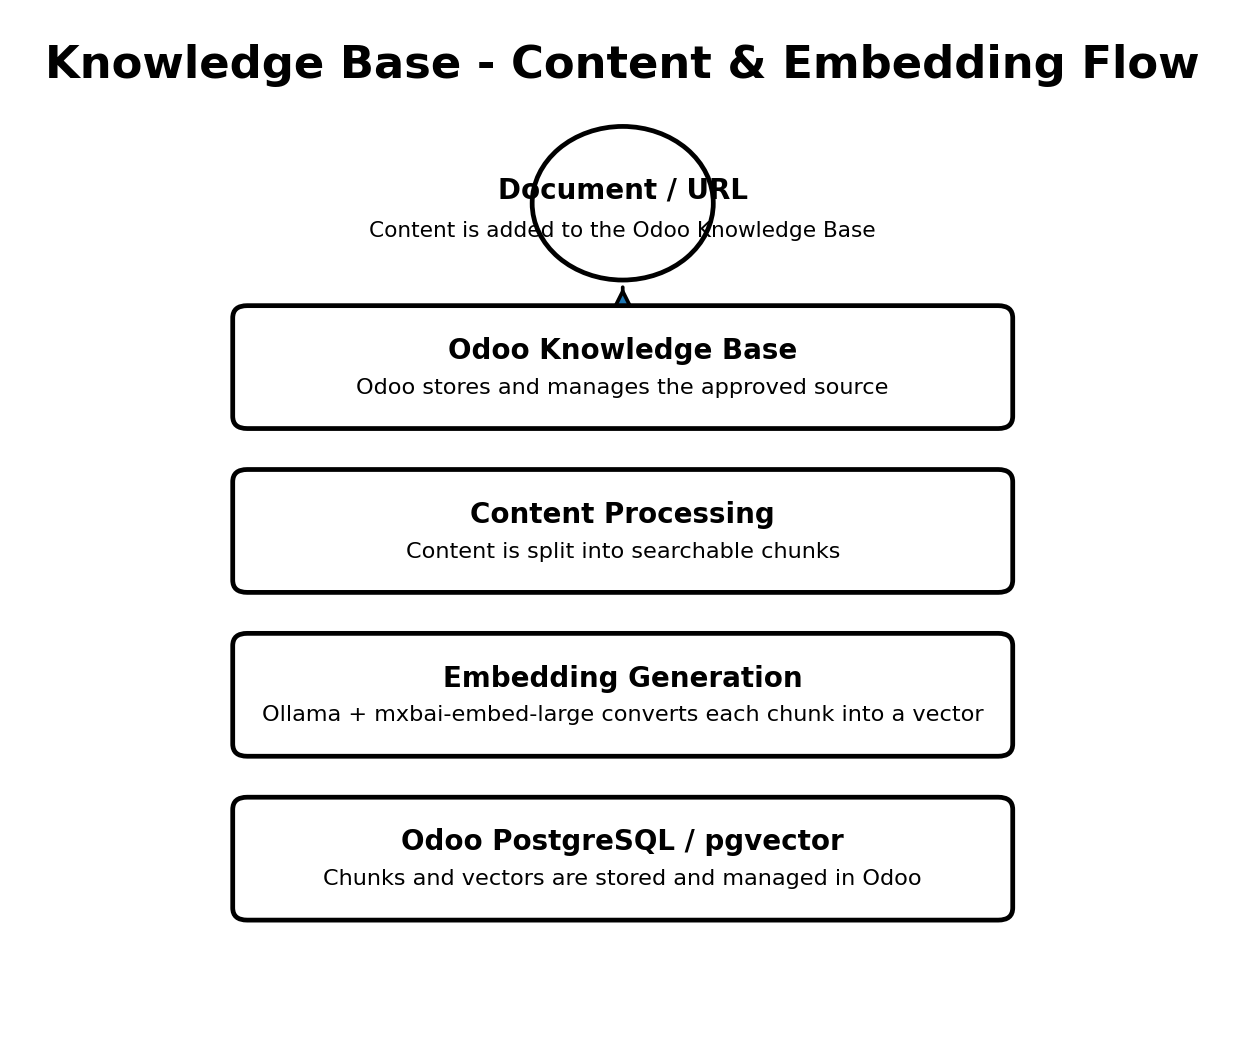 Knowledge Base - Content & Embedding Flow
Document / URL
Content is added to the Odoo Knowledge Base
Odoo Knowledge Base
Odoo stores and manages the approved source
Content Processing
Content is split into searchable chunks
Embedding Generation
Ollama + mxbai-embed-large converts each chunk into a vector
Odoo PostgreSQL / pgvector
Chunks and vectors are stored and managed in Odoo